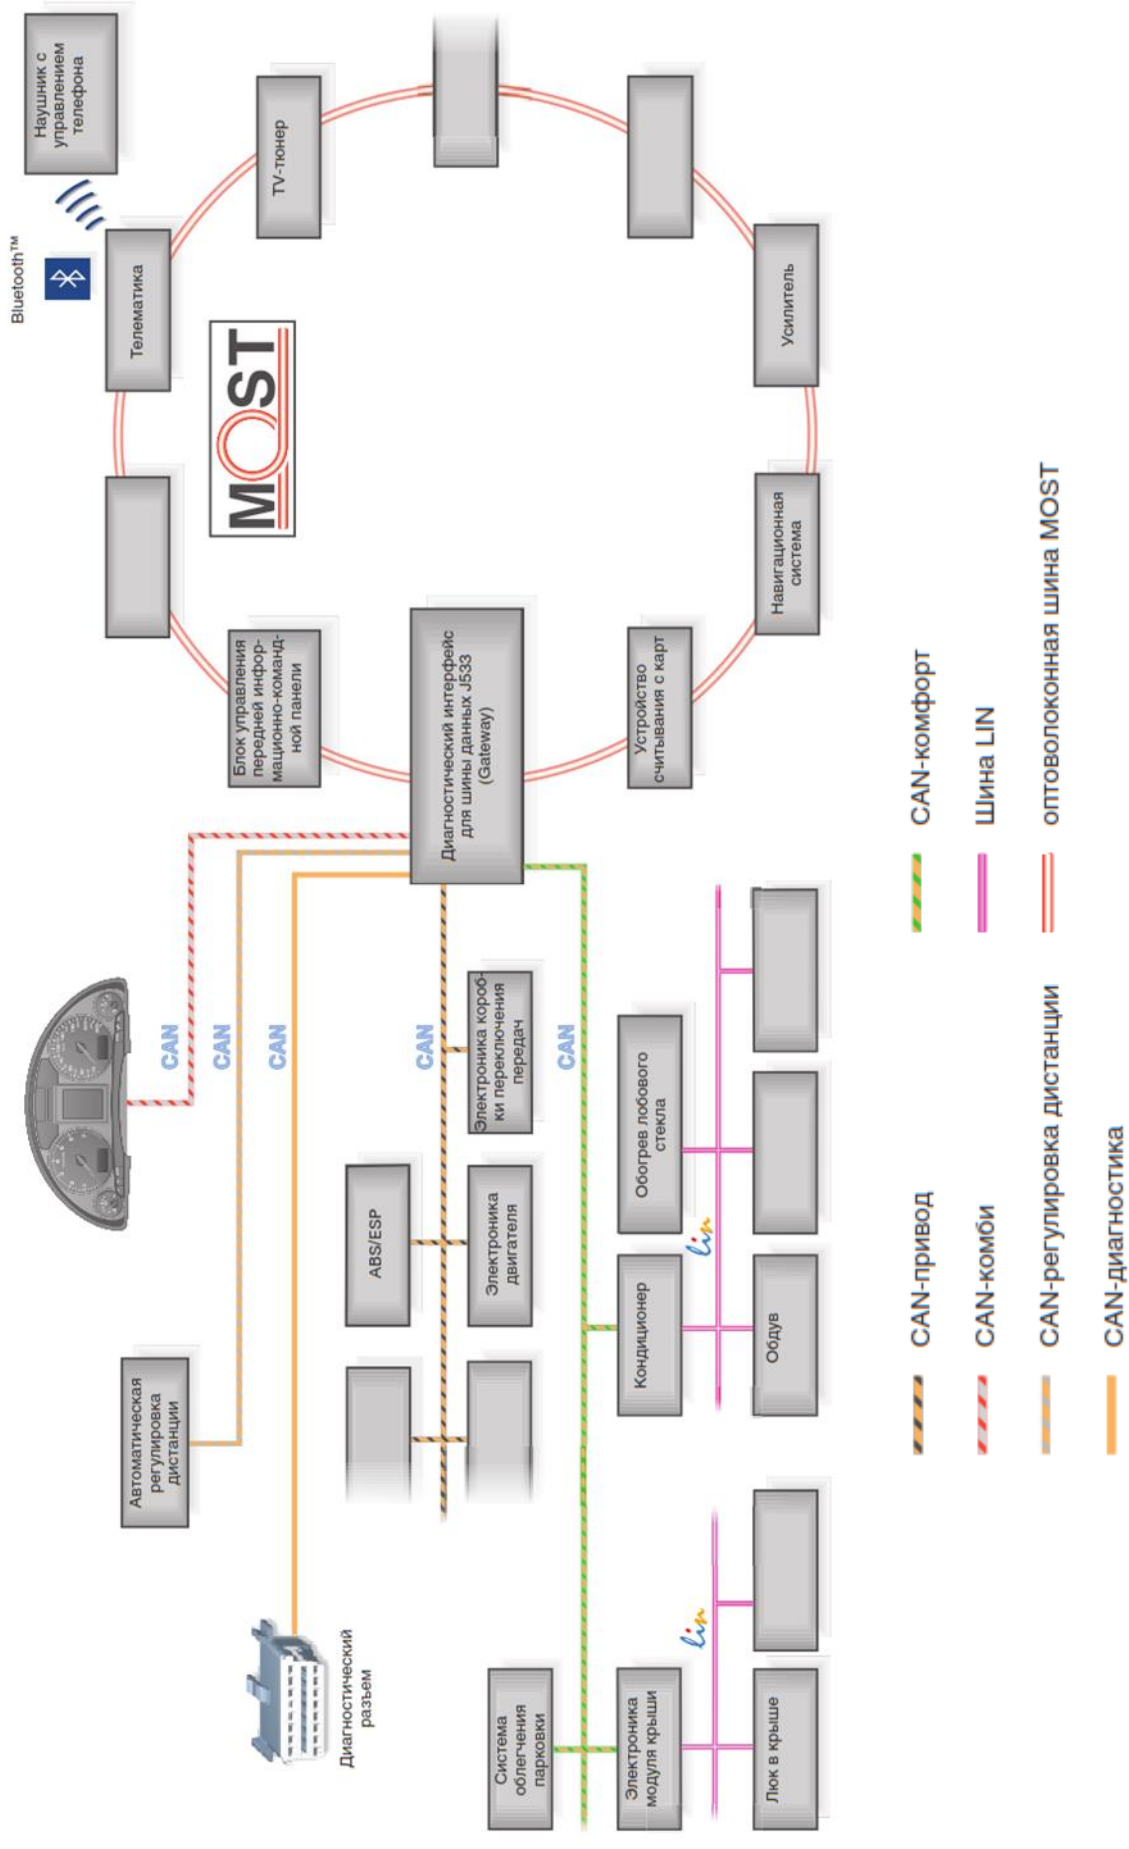 Bluetooth™
Наушник с
управлением
телефона
Автоматическая
регулировка
дистанции
Телематика
CAN
CAN
CAN
MOST
Блок управления
передней инфор-
мационно-команд-
ной панели
TV-тюнер
Диагностический
разъем
ABS/ESP
CAN
Диагностический интерфейс
для шины данных J533
(Gateway)
Электроника
двигателя
Электроника короб-
ки переключения
передач
Система
облегчения
парковки
CAN
Электроника
модуля крыши
Кондиционер
Обогрев лобового
стекла
Устройство
считывания с карт
lin
lin
Люк в крыше
Обдув
Навигационная
система
Усилитель
CAN-привод
CAN-комфорт
CAN-комби
Шина LIN
CAN-регулировка дистанции
оптоволоконная шина MOST
CAN-диагностика